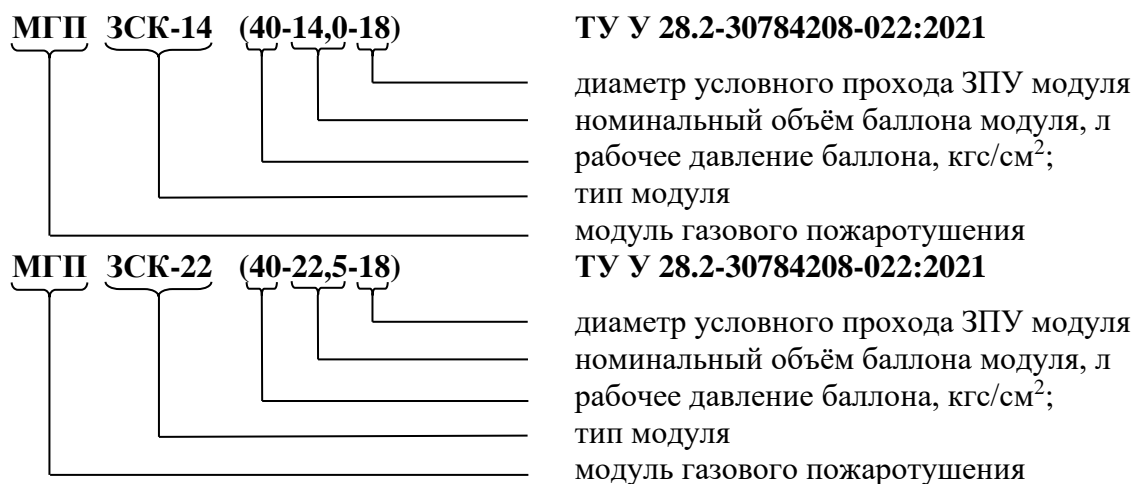 МГП ЗСК-14 (40-14,0-18) ТУ У 28.2-30784208-022:2021
диаметр условного прохода ЗПУ модуля
номинальный объём баллона модуля, л
рабочее давление баллона, кгс/см²;
тип модуля
модуль газового пожаротушения
МГП ЗСК-22 (40-22,5-18) ТУ У 28.2-30784208-022:2021
диаметр условного прохода ЗПУ модуля
номинальный объём баллона модуля, л
рабочее давление баллона, кгс/см²;
тип модуля
модуль газового пожаротушения